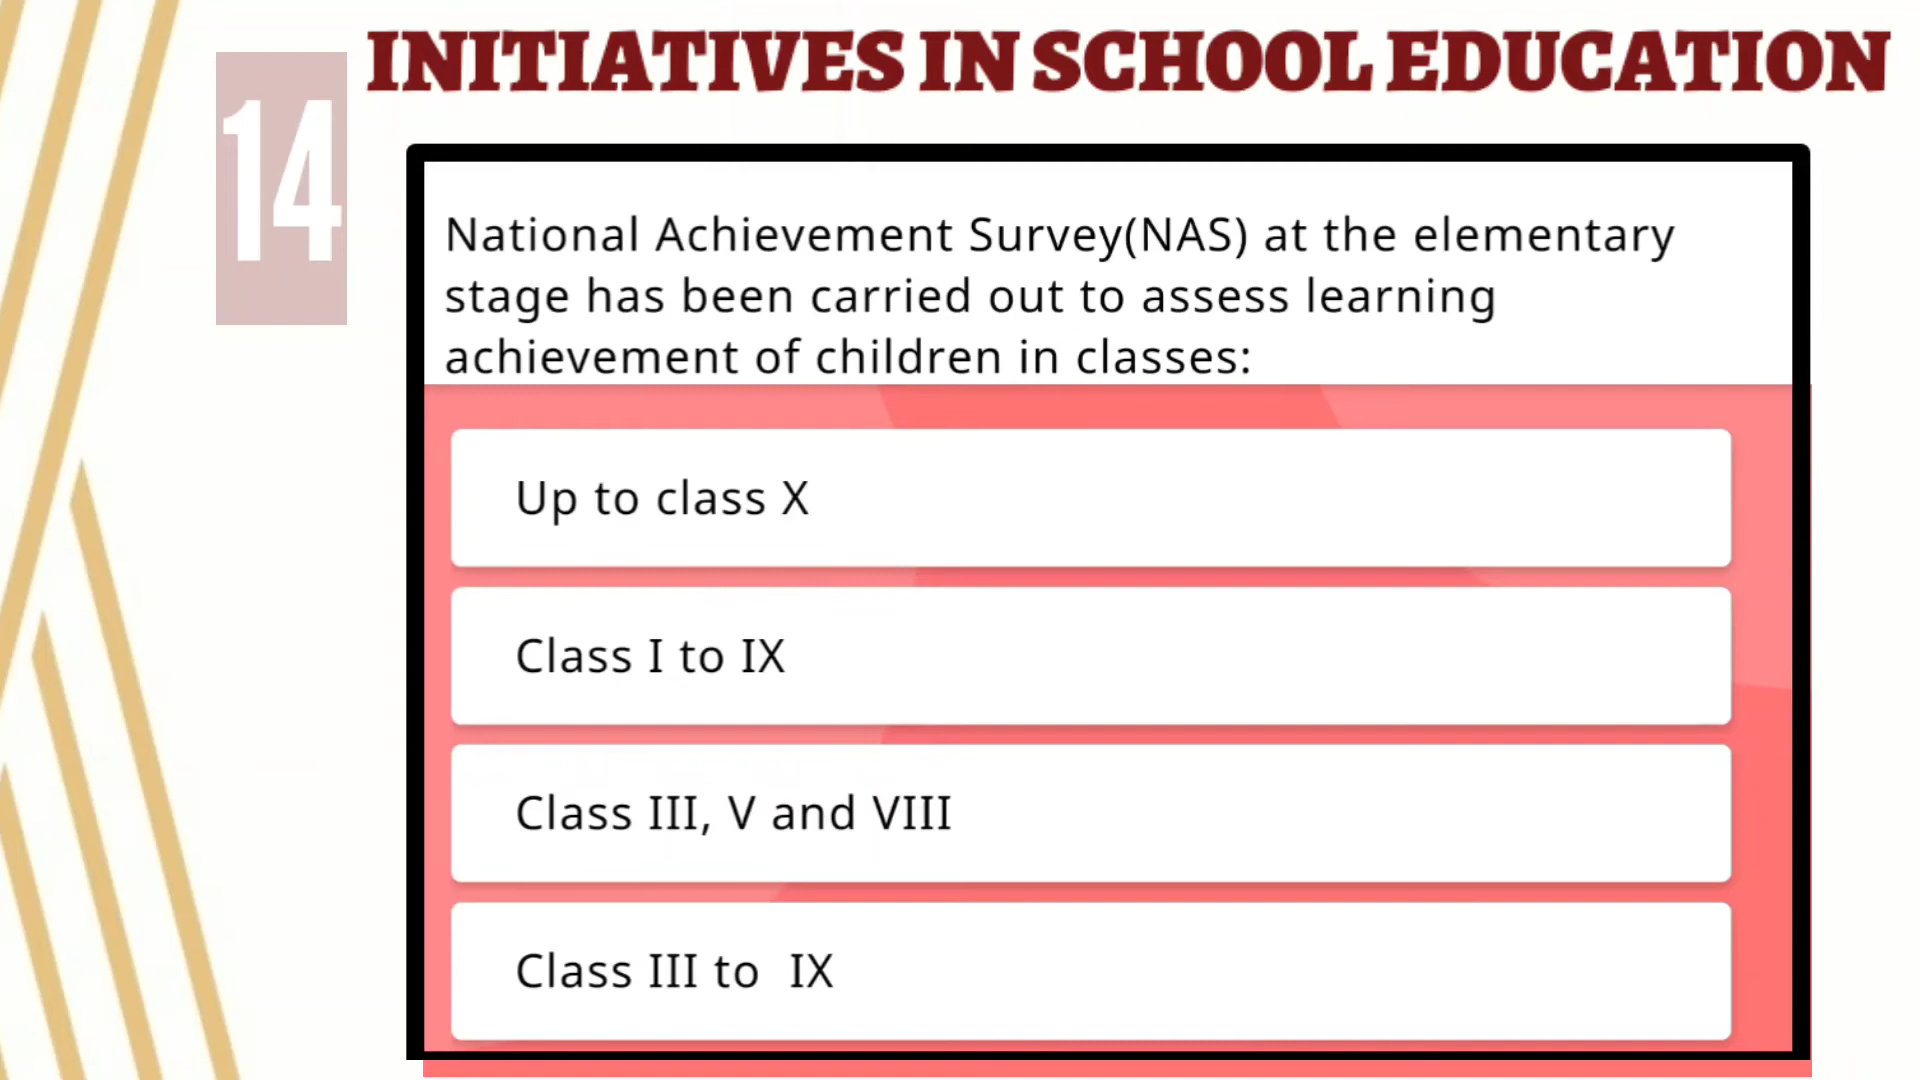 INITIATIVES IN SCHOOL EDUCATION
14
National Achievement Survey(NAS) at the elementary
stage has been carried out to assess learning
achievement of children in classes:
Up to class X
Class I to IX
Class III, V and VIII
Class III to  IX